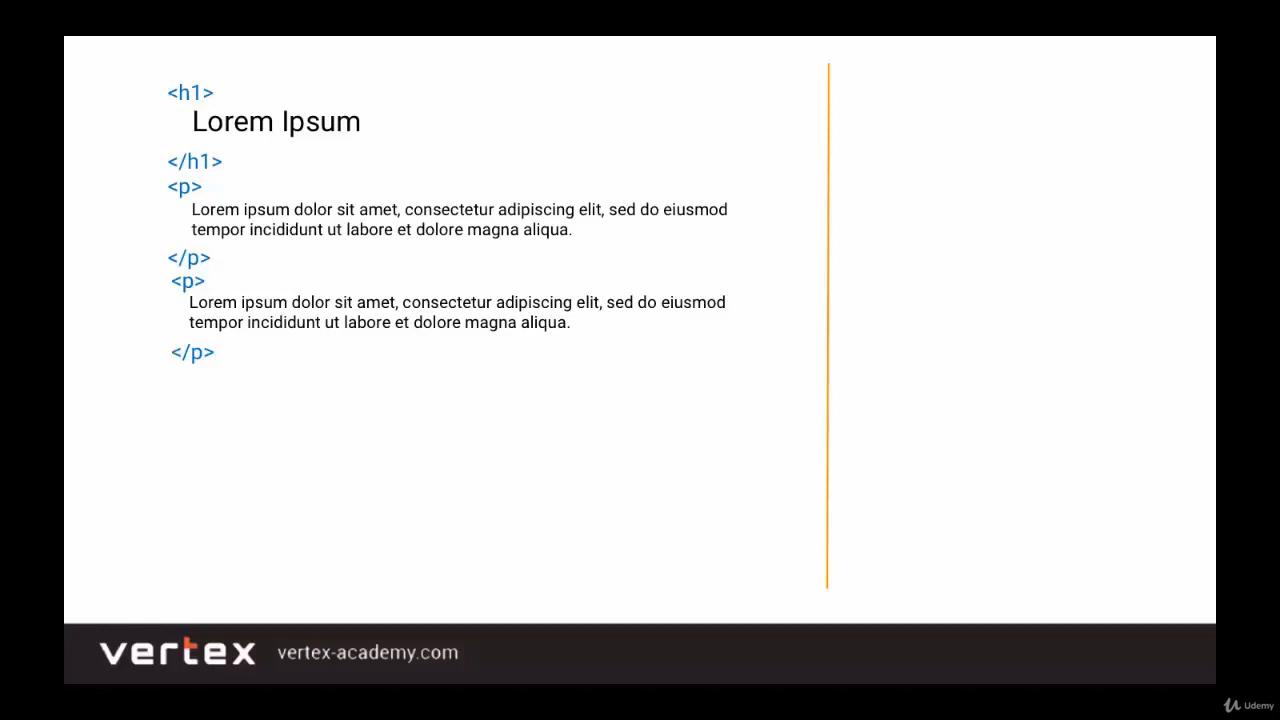 <h1>
Lorem Ipsum
</h1>
<p>
Lorem ipsum dolor sit amet, consectetur adipiscing elit, sed do eiusmod
tempor incididunt ut labore et dolore magna aliqua.
</p>
<p>
Lorem ipsum dolor sit amet, consectetur adipiscing elit, sed do eiusmod
tempor incididunt ut labore et dolore magna aliqua.
</p>
vertex vertex-academy.com
Udemy